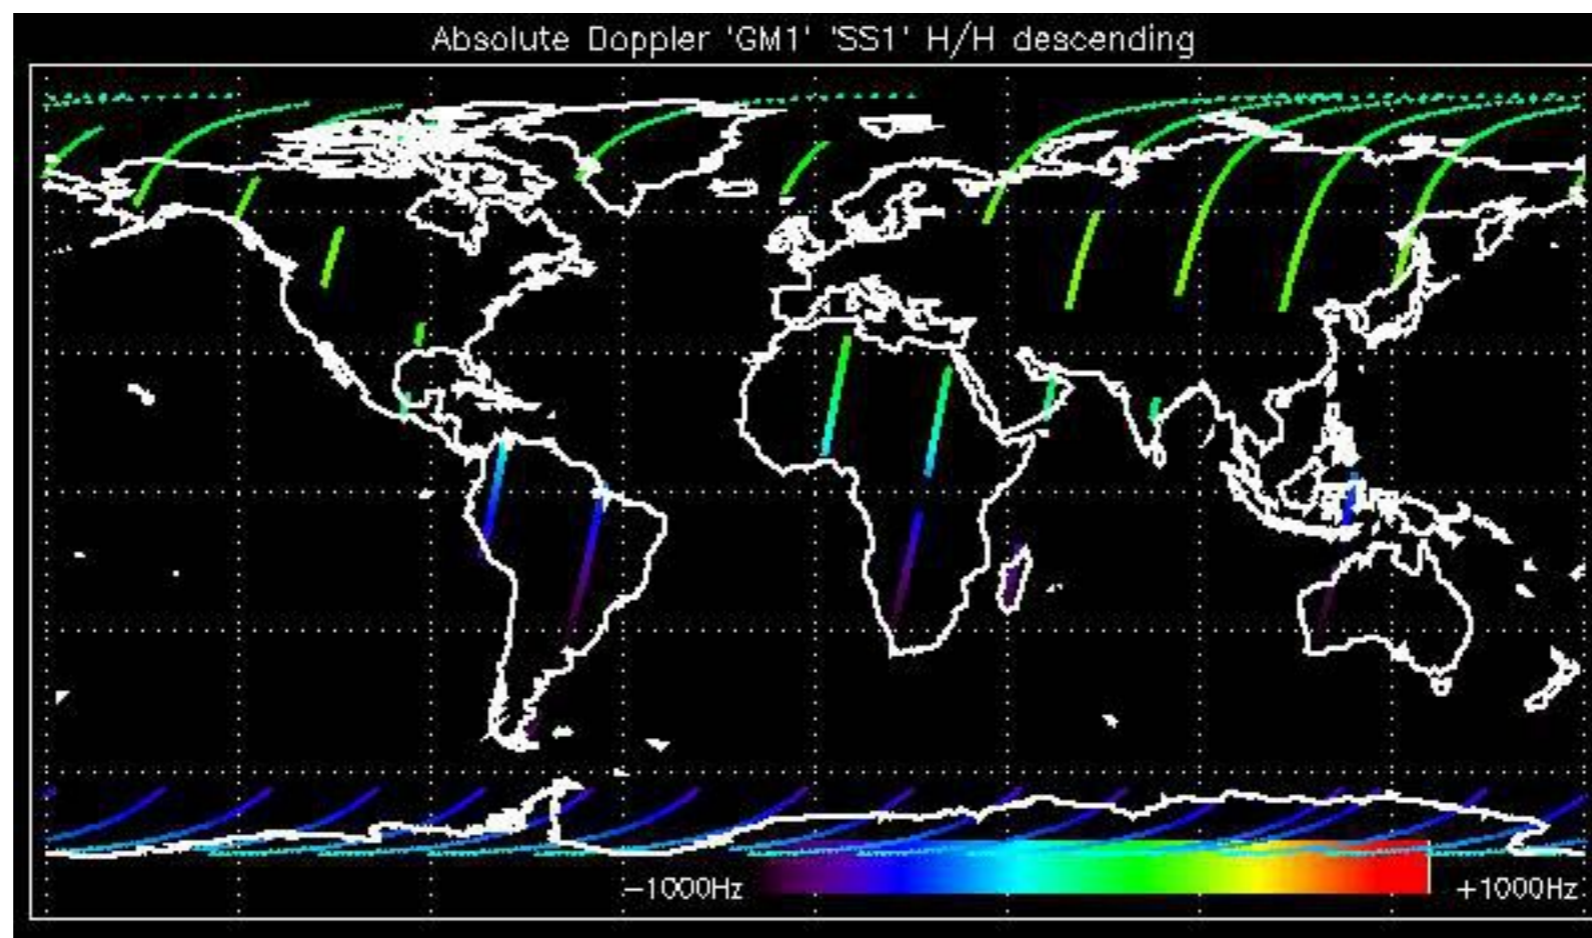 Absolute Doppler 'GM1' 'SS1' H/H descending
-1000Hz
+1000Hz